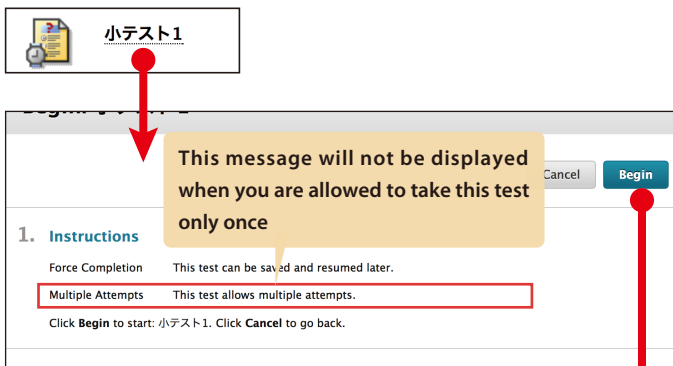 小テスト1
This message will not be displayed
when you are allowed to take this test
only once
Cancel
Begin
1. Instructions
Force Completion This test can be saved and resumed later.
Multiple Attempts This test allows multiple attempts.
Click Begin to start: 小テスト1. Click Cancel to go back.